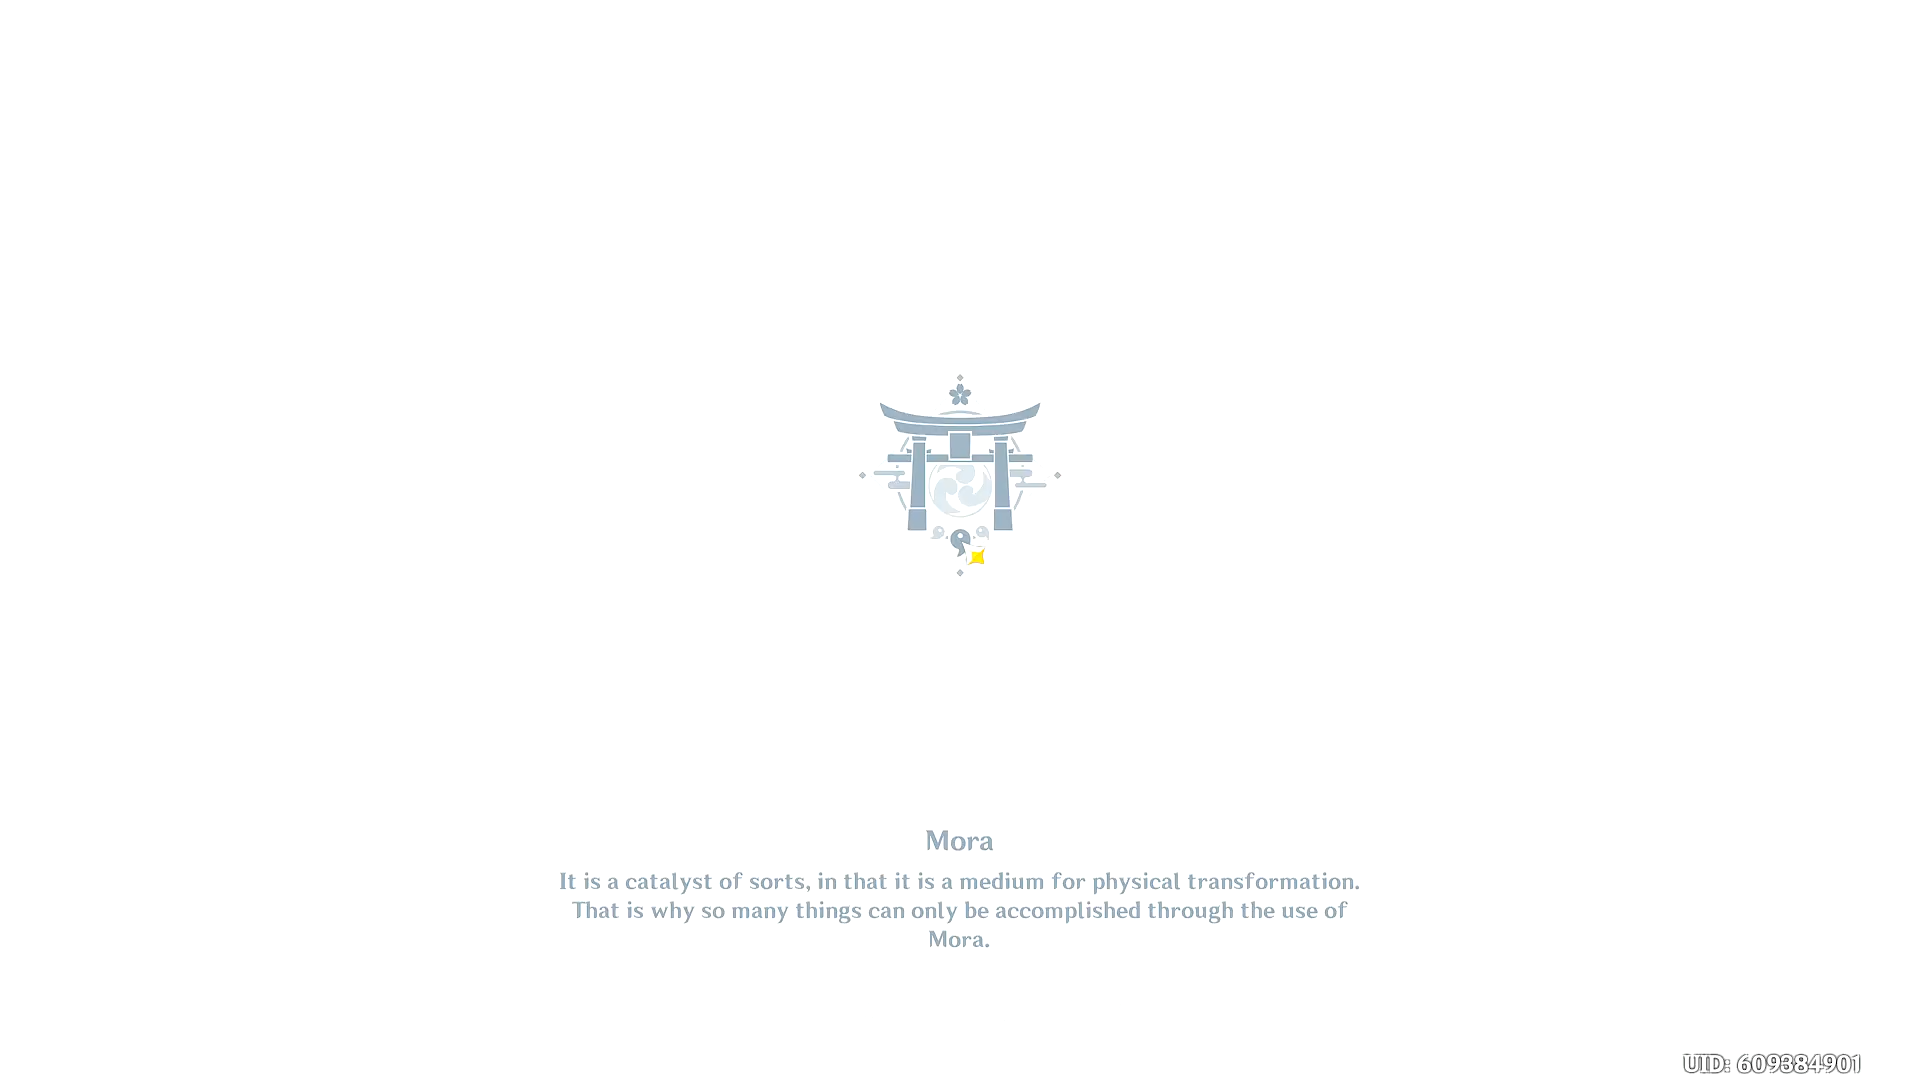 Mora
It is a catalyst of sorts, in that it is a medium for physical transformation.
That is why so many things can only be accomplished through the use of
Mora.
UID: 609384901